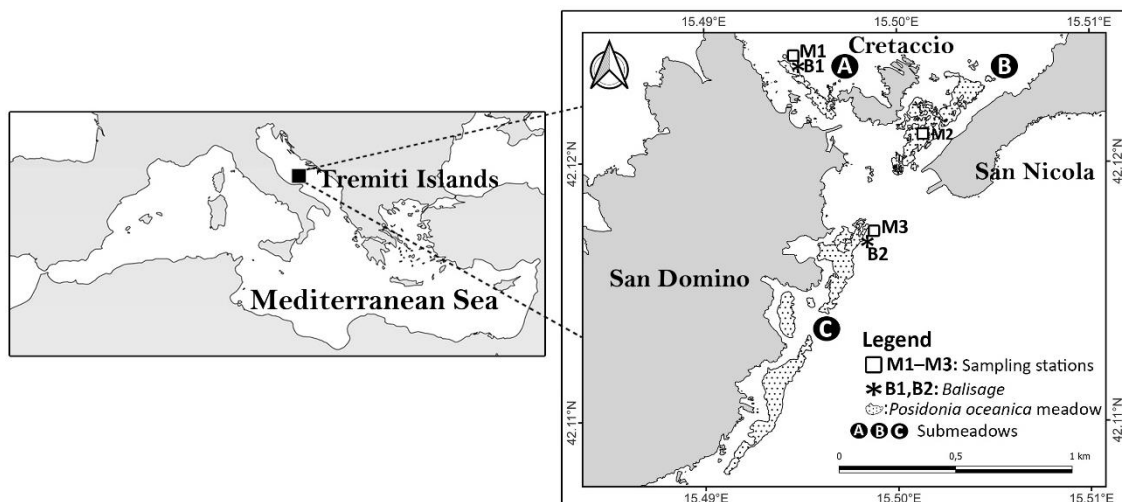 Tremiti Islands
Mediterranean Sea
15.49°E 15.50°E 15.51°E
M1
B1
A
Cretaccio
B
M2
San Nicola
42.12°N
42.12°N
M3
B2
San Domino
C
Legend
M1–M3: Sampling stations
B1,B2: Balisage
:Posidonia oceanica meadow
A B C Submeadows
0 0,5 1 km
42.11°N
42.11°N
15.49°E 15.50°E 15.51°E